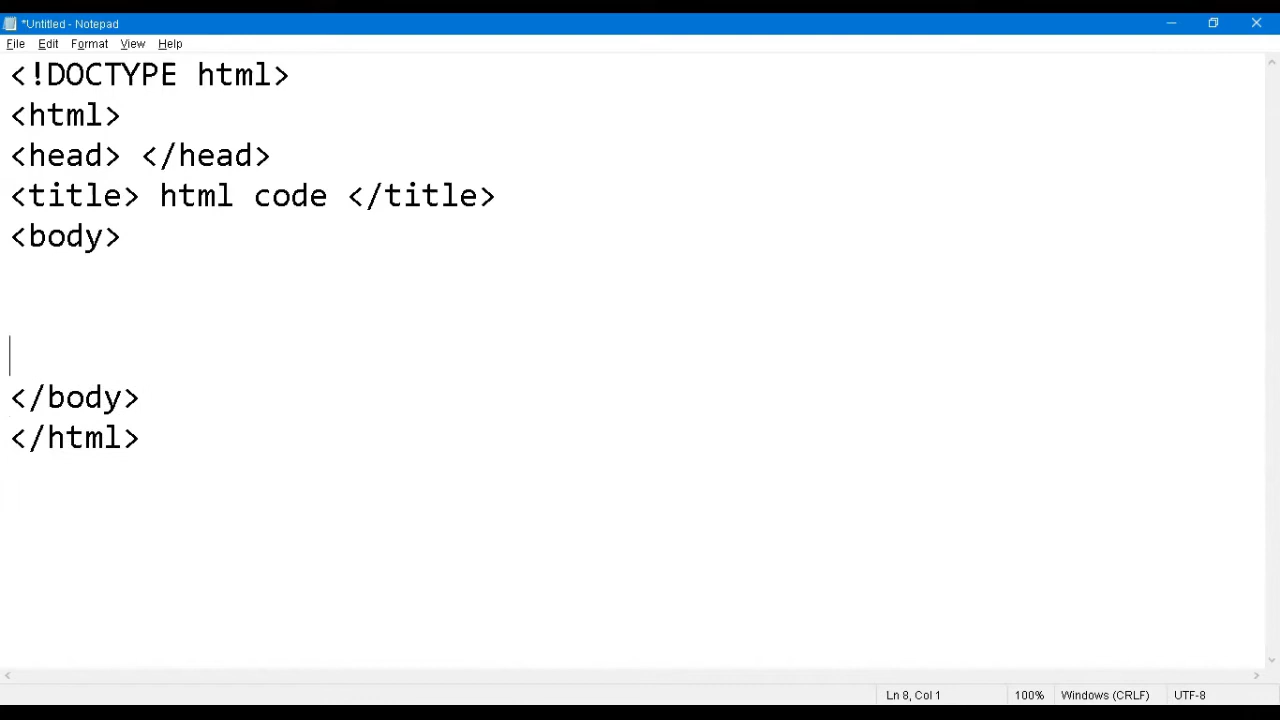 *Untitled - Notepad
File Edit Format View Help
<!DOCTYPE html>
<html>
<head> </head>
<title> html code </title>
<body>
</body>
</html>
Ln 8, Col 1 100% Windows (CRLF) UTF-8